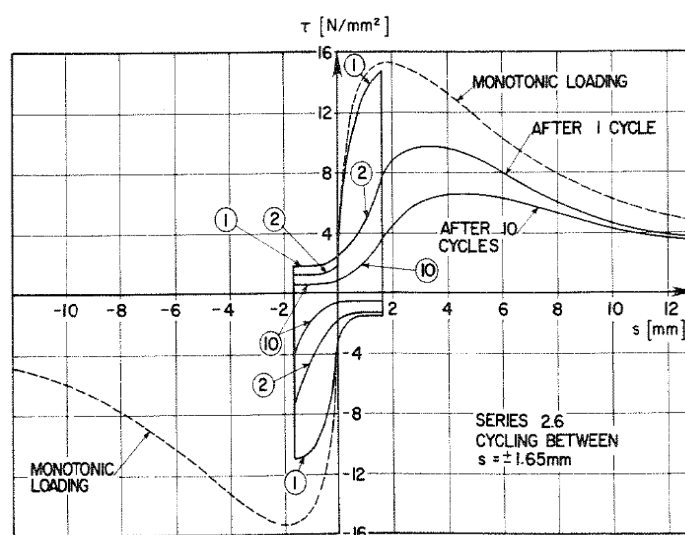 τ [N/mm²]
16
1
MONOTONIC LOADING
12
AFTER 1 CYCLE
8
2
1
2
4
AFTER 10
CYCLES
10
-10 -8 -6 -4 -2 2 4 6 8 10 12
s [mm]
10
-4
2
-8
SERIES 2.6
CYCLING BETWEEN
s = ±1.65mm
MONOTONIC
LOADING
1
-12
-16